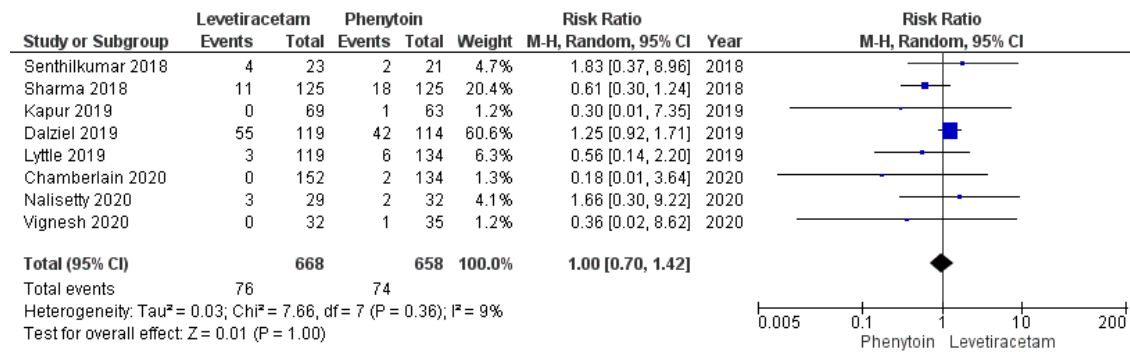 Levetiracetam Phenytoin Risk Ratio Risk Ratio
Study or Subgroup Events Total Events Total Weight M-H, Random, 95% CI Year M-H, Random, 95% CI
Senthilkumar 2018 4 23 2 21 4.7% 1.83 [0.37, 8.96] 2018
Sharma 2018 11 125 18 125 20.4% 0.61 [0.30, 1.24] 2018
Kapur 2019 0 69 1 63 1.2% 0.30 [0.01, 7.35] 2019
Dalziel 2019 55 119 42 114 60.6% 1.25 [0.92, 1.71] 2019
Lyttle 2019 3 119 6 134 6.3% 0.56 [0.14, 2.20] 2019
Chamberlain 2020 0 152 2 134 1.3% 0.18 [0.01, 3.64] 2020
Nalisetty 2020 3 29 2 32 4.1% 1.66 [0.30, 9.22] 2020
Vignesh 2020 0 32 1 35 1.2% 0.36 [0.02, 8.62] 2020
Total (95% CI) 668 658 100.0% 1.00 [0.70, 1.42]
Total events 76 74
Heterogeneity: Tau² = 0.03; Chi² = 7.66, df = 7 (P = 0.36); I² = 9%
Test for overall effect: Z = 0.01 (P = 1.00)
0.005 0.1 1 10 200
Phenytoin Levetiracetam